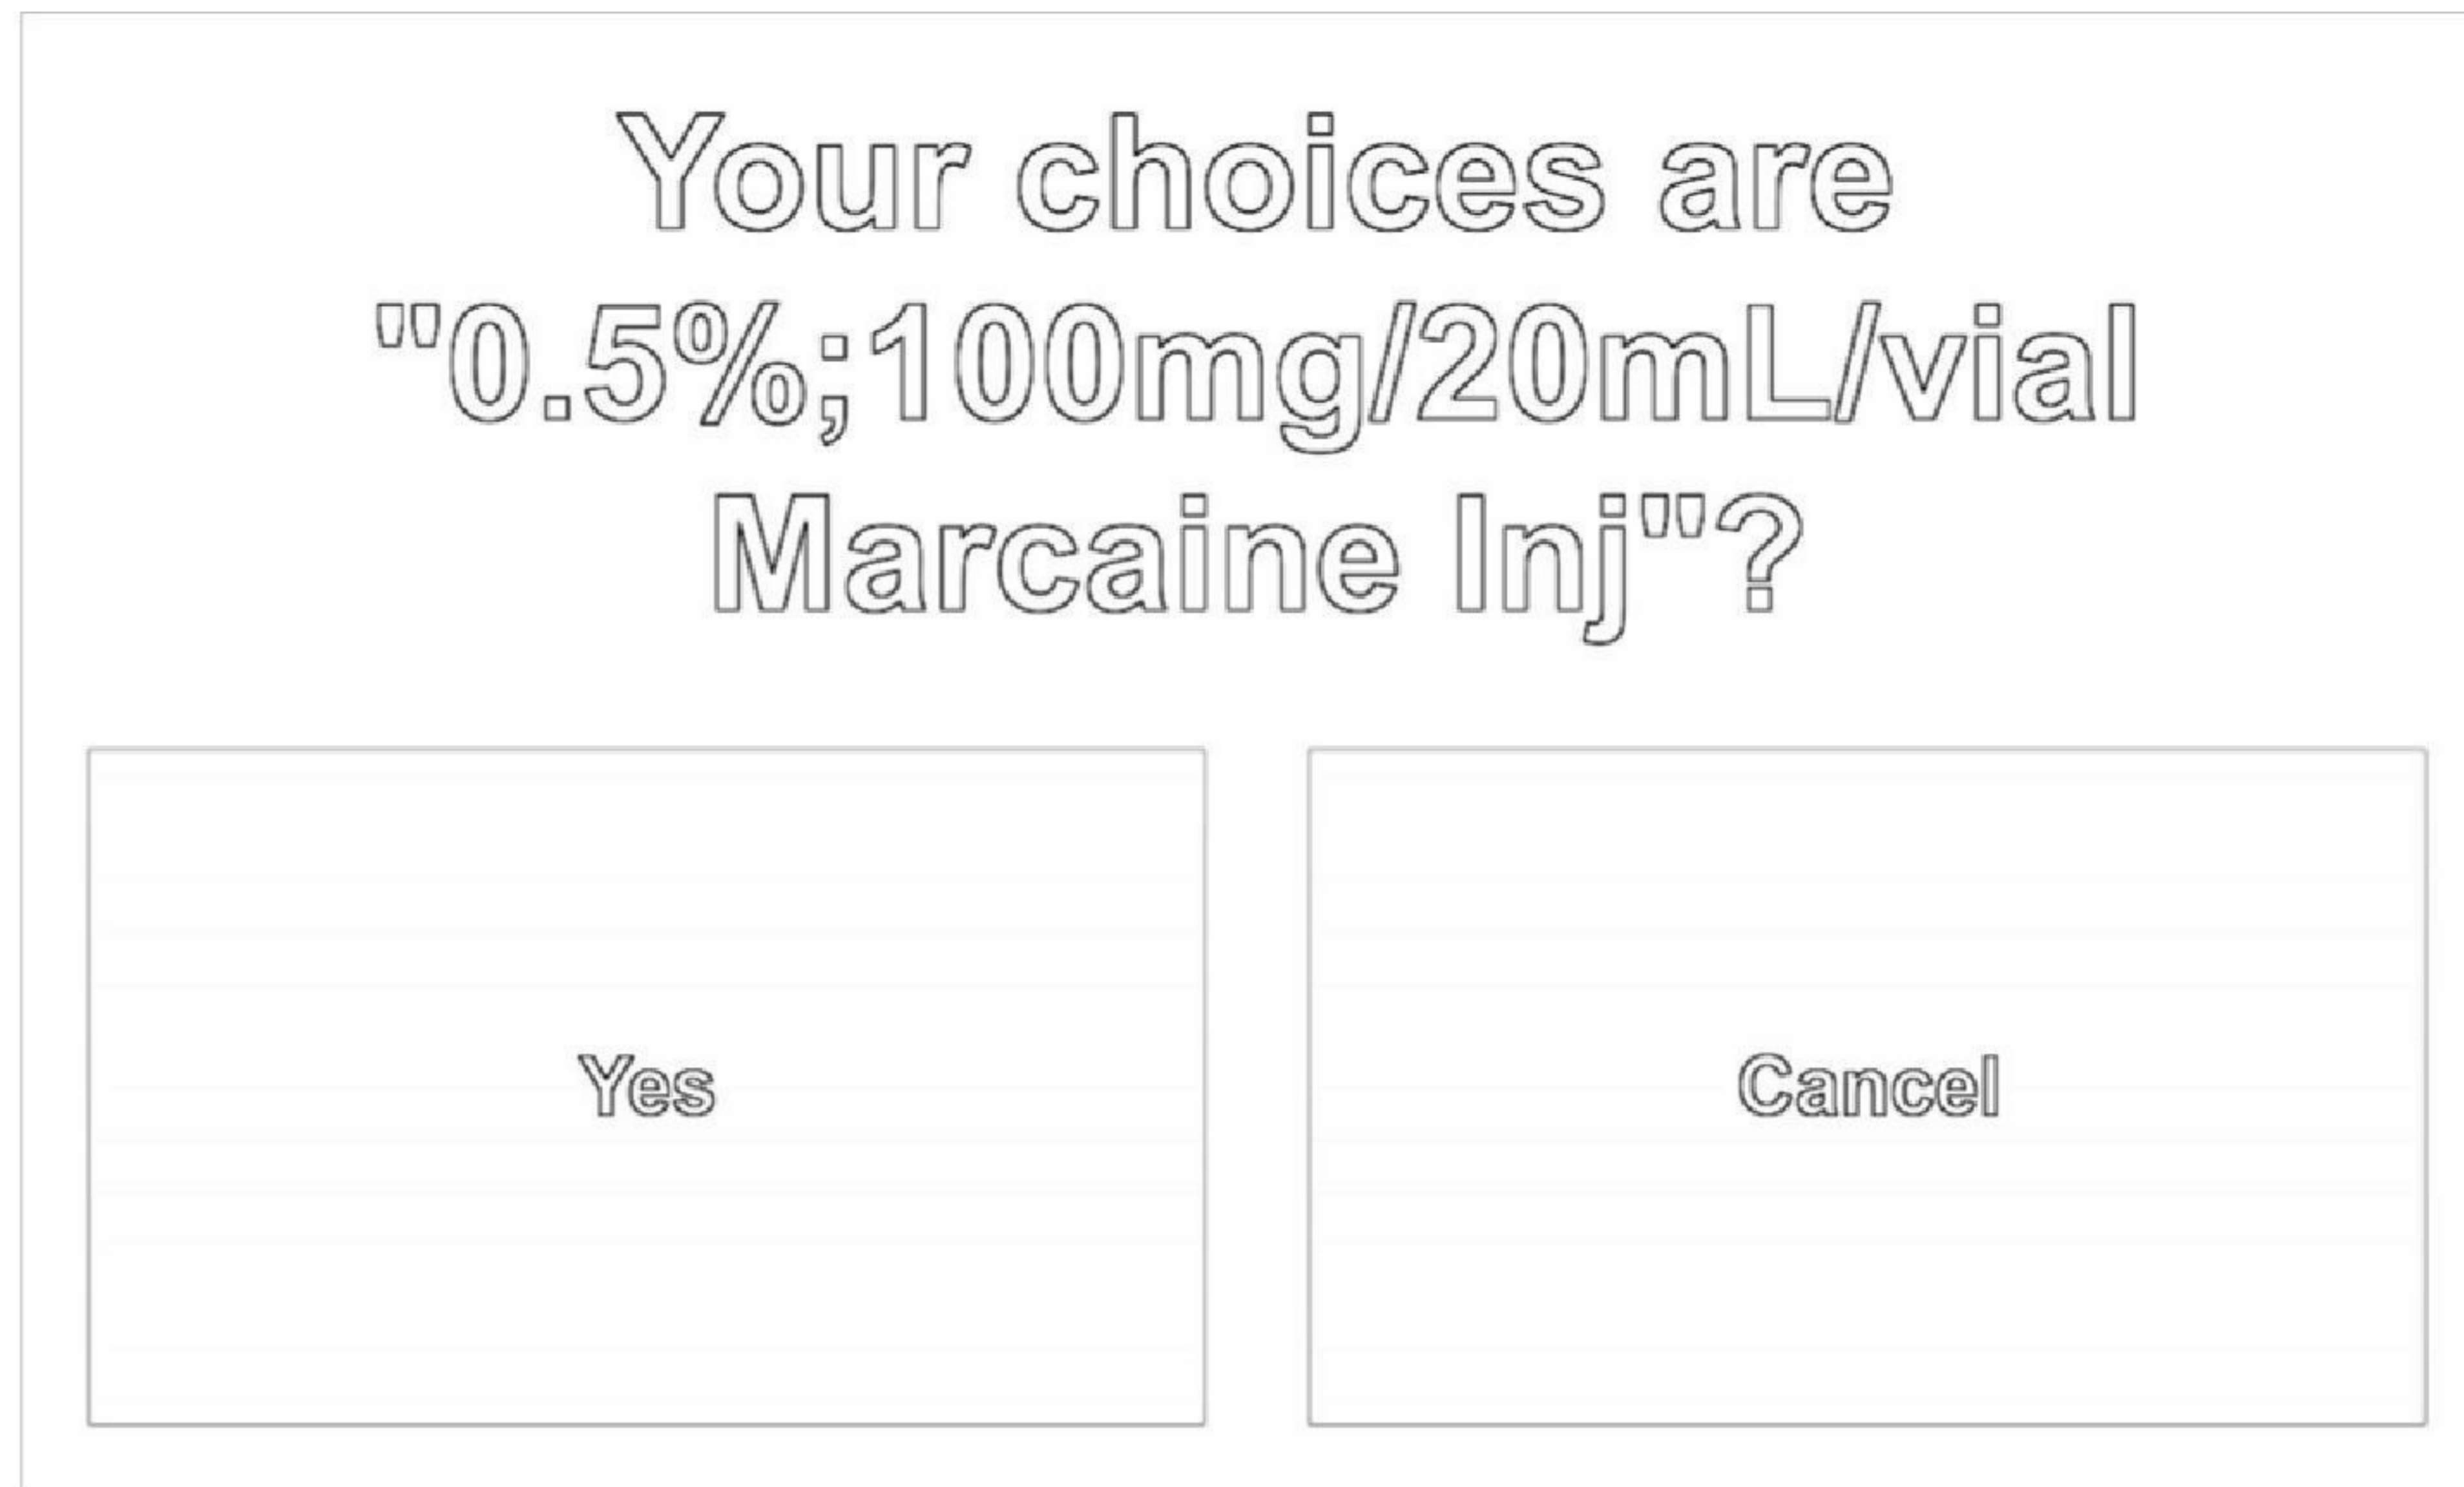 Your choices are
"0.5%;100mg/20mL/vial
Marcaine Inj"?
Yes
Cancel